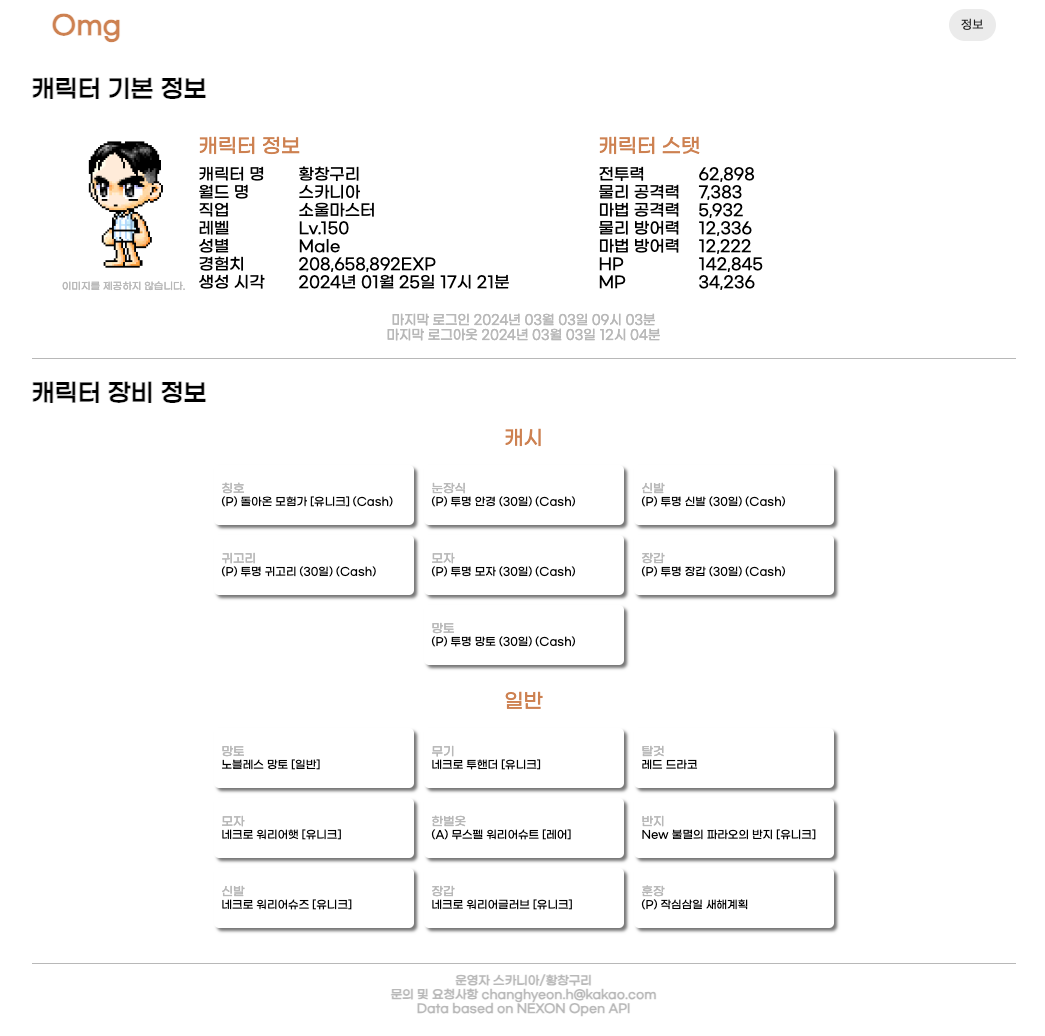 Omg
정보
캐릭터 기본 정보
이미지를 제공하지 않습니다.
캐릭터 정보
캐릭터 명 황창구리
월드 명 스카니아
직업 소울마스터
레벨 Lv.150
성별 Male
경험치 208,658,892EXP
생성 시각 2024년 01월 25일 17시 21분
캐릭터 스탯
전투력 62,898
물리 공격력 7,383
마법 공격력 5,932
물리 방어력 12,336
마법 방어력 12,222
HP 142,845
MP 34,236
마지막 로그인 2024년 03월 03일 09시 03분
마지막 로그아웃 2024년 03월 03일 12시 04분
캐릭터 장비 정보
캐시
칭호
(P) 돌아온 모험가 [유니크] (Cash)
눈장식
(P) 투명 안경 (30일) (Cash)
신발
(P) 투명 신발 (30일) (Cash)
귀고리
(P) 투명 귀고리 (30일) (Cash)
모자
(P) 투명 모자 (30일) (Cash)
장갑
(P) 투명 장갑 (30일) (Cash)
망토
(P) 투명 망토 (30일) (Cash)
일반
망토
노블레스 망토 [일반]
무기
네크로 투핸더 [유니크]
탈것
레드 드라코
모자
네크로 워리어햇 [유니크]
한벌옷
(A) 무스펠 워리어슈트 [레어]
반지
New 불멸의 파라오의 반지 [유니크]
신발
네크로 워리어슈즈 [유니크]
장갑
네크로 워리어글러브 [유니크]
훈장
(P) 작심삼일 새해계획
운영자 스카니아/황창구리
문의 및 요청사항 changhyeon.h@kakao.com
Data based on NEXON Open API